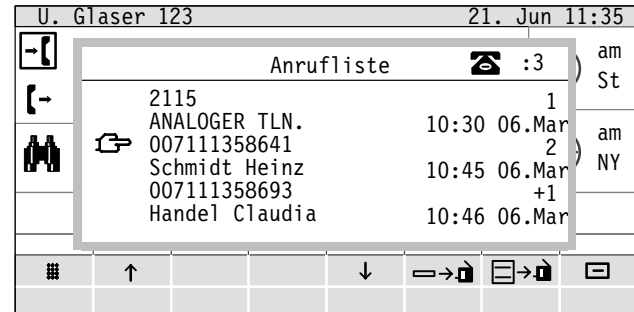 U. Glaser 123 21. Jun 11:35
am
St
am
NY
Anrufliste :3
2115 1
ANALOGER TLN. 10:30 06.Mar
007111358641 2
Schmidt Heinz 10:45 06.Mar
007111358693 +1
Handel Claudia 10:46 06.Mar